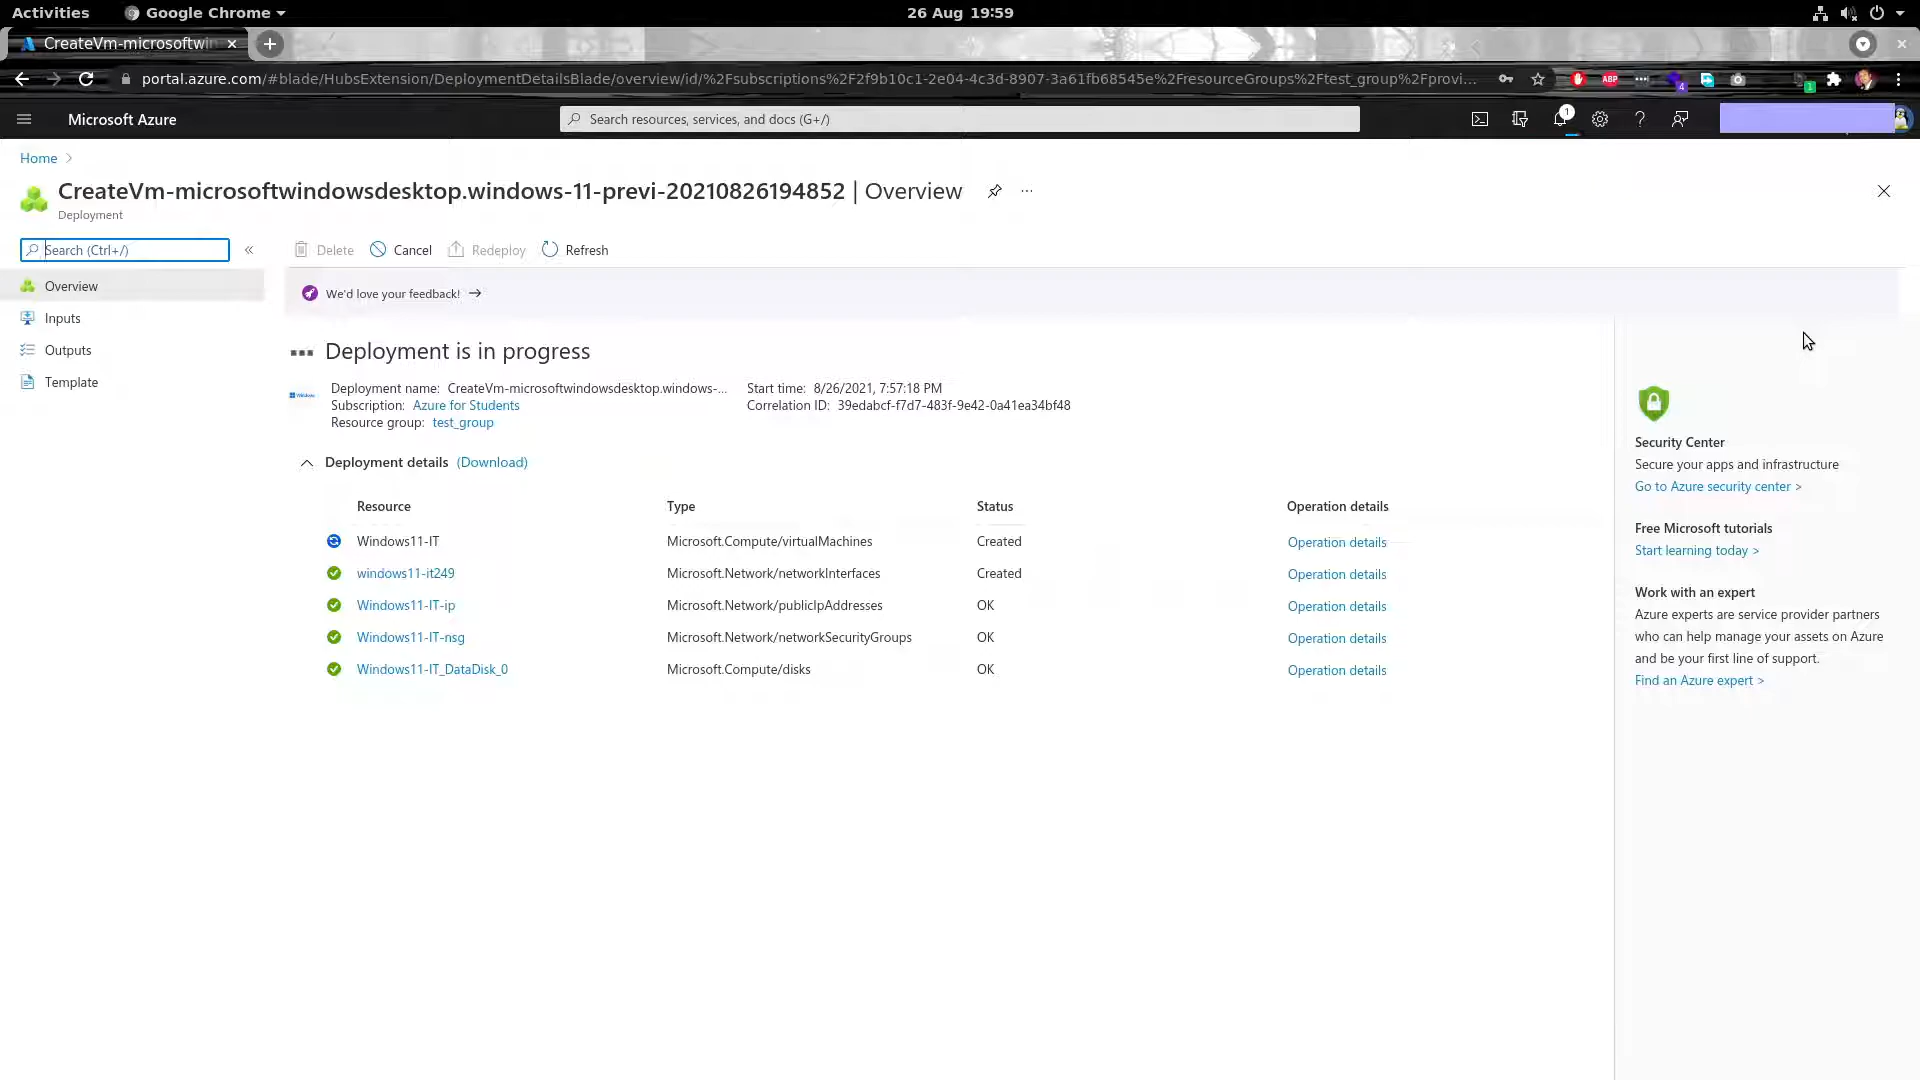 Activities
Google Chrome
26 Aug 19:59
CreateVm-microsoftwin
portal.azure.com/#blade/HubsExtension/DeploymentDetailsBlade/overview/id/%2Fsubscriptions%2F2f9b10c1-2e04-4c3d-8907-3a61fb68545e%2FresourceGroups%2Ftest_group%2Fprovi...
ABP
4
1
Microsoft Azure
Search resources, services, and docs (G+/)
1
Home
CreateVm-microsoftwindowsdesktop.windows-11-previ-20210826194852 | Overview
Deployment
Search (Ctrl+/)
Delete
Cancel
Redeploy
Refresh
Overview
Inputs
Outputs
Template
We'd love your feedback!
Deployment is in progress
Deployment name: CreateVm-microsoftwindowsdesktop.windows-...
Start time: 8/26/2021, 7:57:18 PM
Subscription: Azure for Students
Correlation ID: 39edabcf-f7d7-483f-9e42-0a41ea34bf48
Resource group: test_group
Deployment details (Download)
Resource Type Status Operation details
Windows11-IT Microsoft.Compute/virtualMachines Created Operation details
windows11-it249 Microsoft.Network/networkInterfaces Created Operation details
Windows11-IT-ip Microsoft.Network/publicIpAddresses OK Operation details
Windows11-IT-nsg Microsoft.Network/networkSecurityGroups OK Operation details
Windows11-IT_DataDisk_0 Microsoft.Compute/disks OK Operation details
Security Center
Secure your apps and infrastructure
Go to Azure security center >
Free Microsoft tutorials
Start learning today >
Work with an expert
Azure experts are service provider partners
who can help manage your assets on Azure
and be your first line of support.
Find an Azure expert >